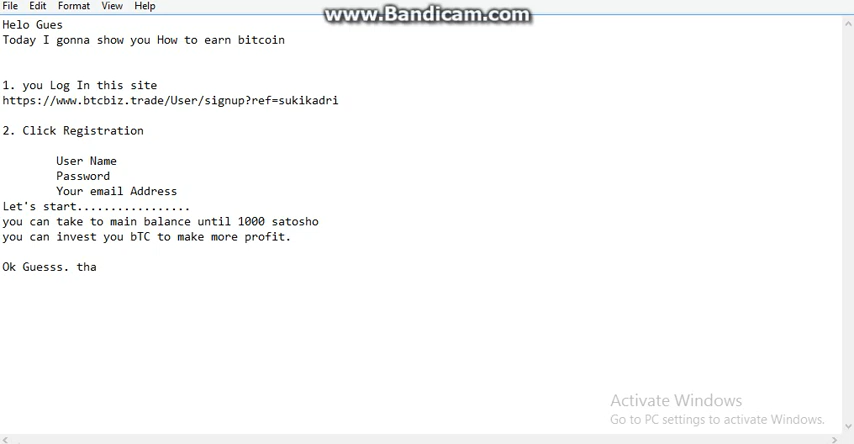 File Edit Format View Help
www.Bandicam.com
Helo Gues
Today I gonna show you How to earn bitcoin
1. you Log In this site
https://www.btcbiz.trade/User/signup?ref=sukikadri
2. Click Registration
User Name
Password
Your email Address
Let's start.................
you can take to main balance until 1000 satosho
you can invest you bTC to make more profit.
Ok Guesss. tha
Activate Windows
Go to PC settings to activate Windows.